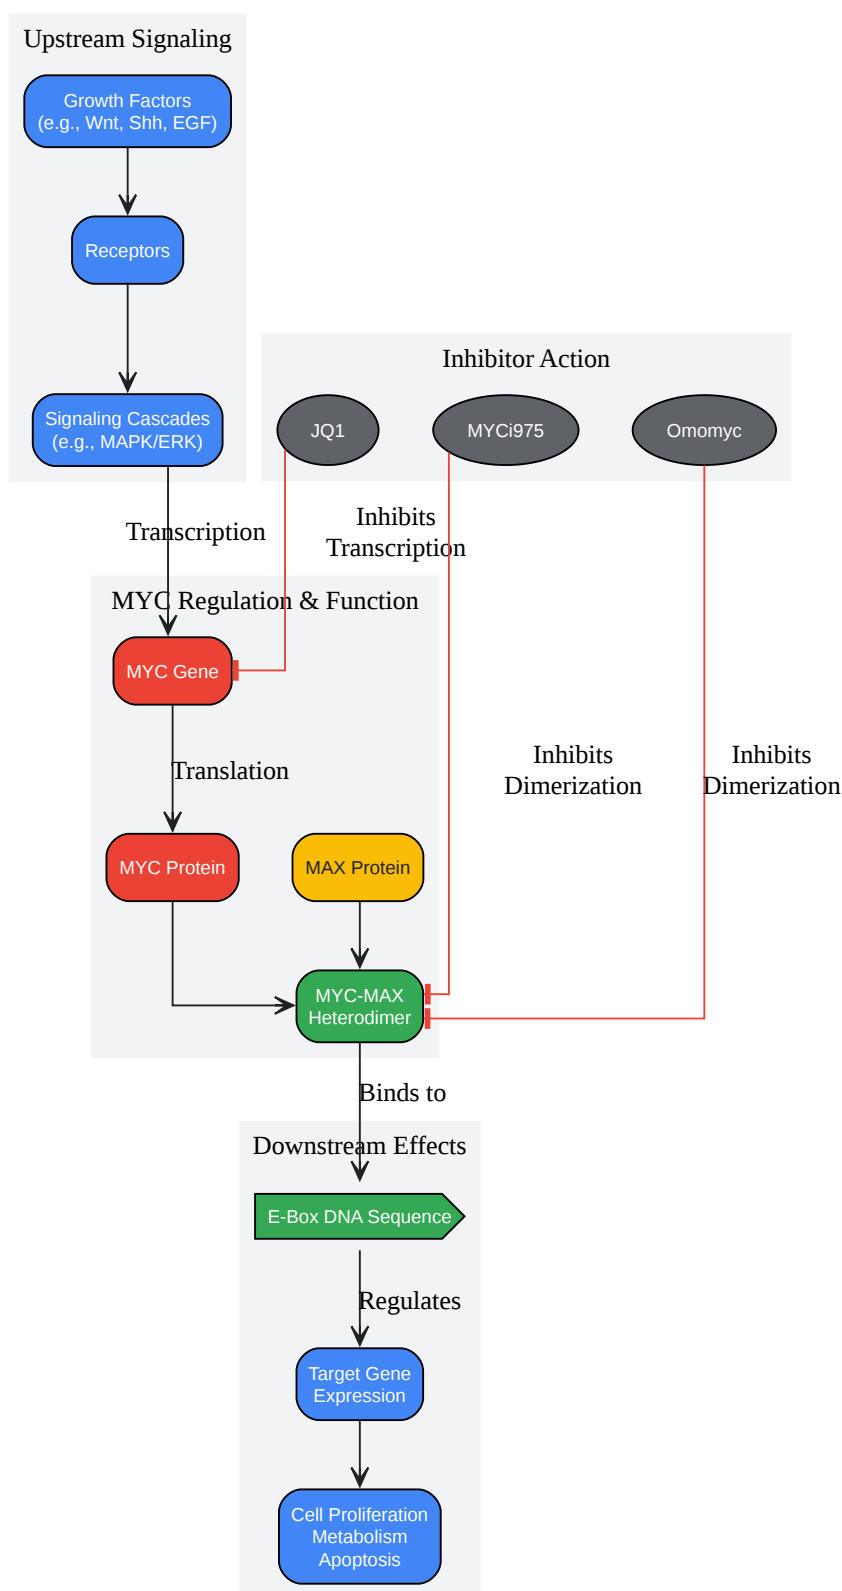 Upstream Signaling
Growth Factors
(e.g., Wnt, Shh, EGF)
Receptors
Signaling Cascades
(e.g., MAPK/ERK)
Inhibitor Action
JQ1
MYCi975
Omomyc
Transcription
Inhibits
Transcription
MYC Regulation & Function
MYC Gene
Translation
Inhibits
Dimerization
Inhibits
Dimerization
MYC Protein
MAX Protein
MYC-MAX
Heterodimer
Binds to
Downstream Effects
E-Box DNA Sequence
Regulates
Target Gene
Expression
Cell Proliferation
Metabolism
Apoptosis